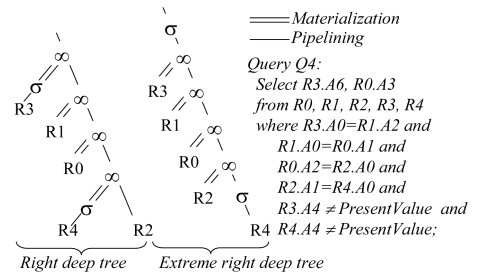 Materialization
Pipelining
Query Q4:
Select R3.A6, R0.A3
from R0, R1, R2, R3, R4
where R3.A0=R1.A2 and
R1.A0=R0.A1 and
R0.A2=R2.A0 and
R2.A1=R4.A0 and
R3.A4 ≠ PresentValue and
R4.A4 ≠ PresentValue;
∞
σ
R3
∞
R1
∞
R0
∞
σ
R4
R2
Right deep tree
σ
∞
R3
∞
R1
∞
R0
∞
R2
σ
R4
Extreme right deep tree